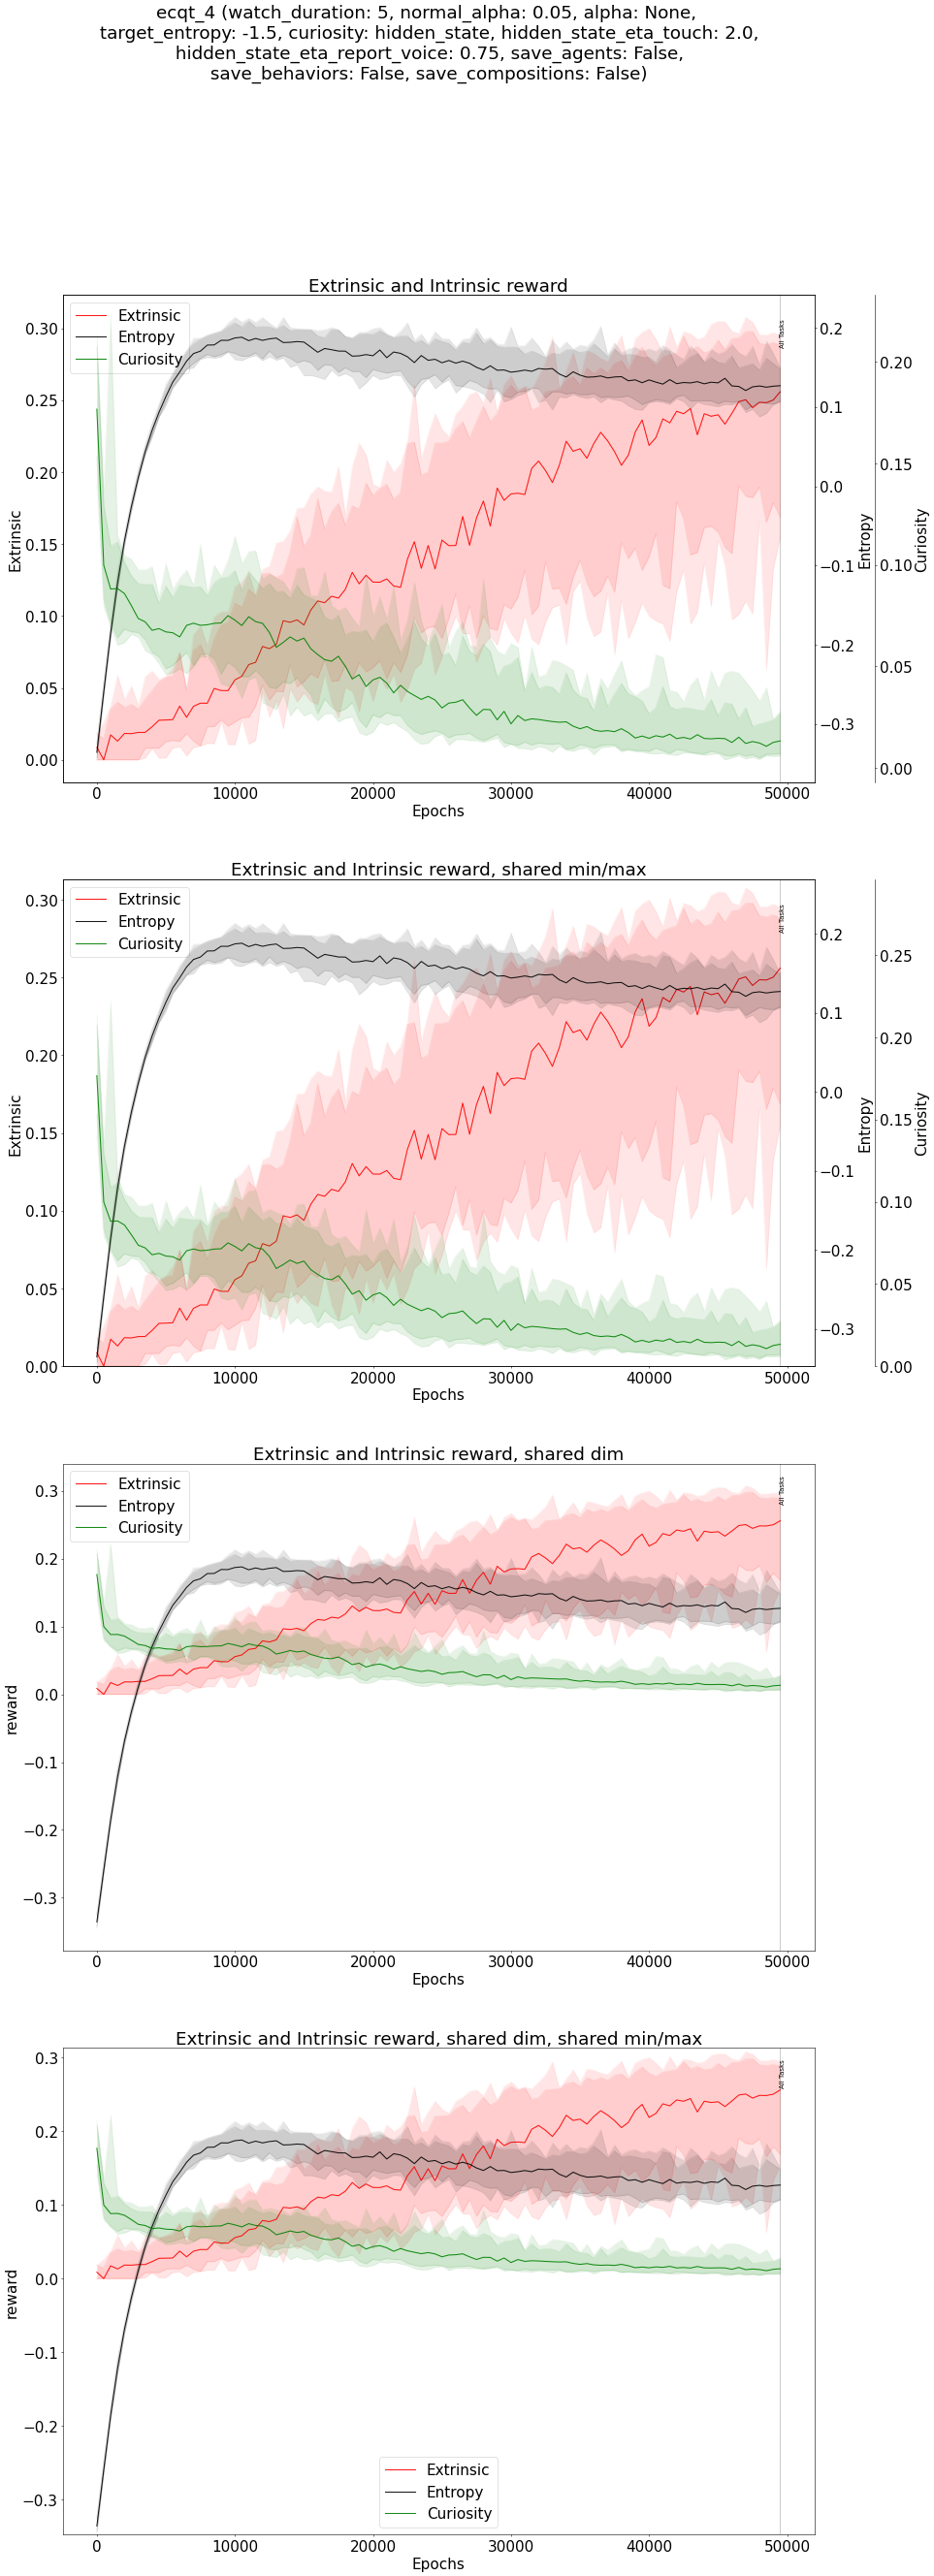 ecqt_4 (watch_duration: 5, normal_alpha: 0.05, alpha: None,
target_entropy: -1.5, curiosity: hidden_state, hidden_state_eta_touch: 2.0,
hidden_state_eta_report_voice: 0.75, save_agents: False,
save_behaviors: False, save_compositions: False)
Extrinsic and Intrinsic reward
Extrinsic
Entropy
Curiosity
All Tasks
0.30
0.25
0.20
0.15
0.10
0.05
0.00
Extrinsic
0.2
0.1
0.0
−0.1
−0.2
−0.3
Entropy
0.20
0.15
0.10
0.05
0.00
Curiosity
0
10000
20000
30000
40000
50000
Epochs
Extrinsic and Intrinsic reward, shared min/max
Extrinsic
Entropy
Curiosity
All Tasks
0.30
0.25
0.20
0.15
0.10
0.05
0.00
Extrinsic
0.2
0.1
0.0
−0.1
−0.2
−0.3
Entropy
0.25
0.20
0.15
0.10
0.05
0.00
Curiosity
0
10000
20000
30000
40000
50000
Epochs
Extrinsic and Intrinsic reward, shared dim
Extrinsic
Entropy
Curiosity
All Tasks
0.3
0.2
0.1
0.0
−0.1
−0.2
−0.3
reward
0
10000
20000
30000
40000
50000
Epochs
Extrinsic and Intrinsic reward, shared dim, shared min/max
All Tasks
0.3
0.2
0.1
0.0
−0.1
−0.2
−0.3
reward
Extrinsic
Entropy
Curiosity
0
10000
20000
30000
40000
50000
Epochs